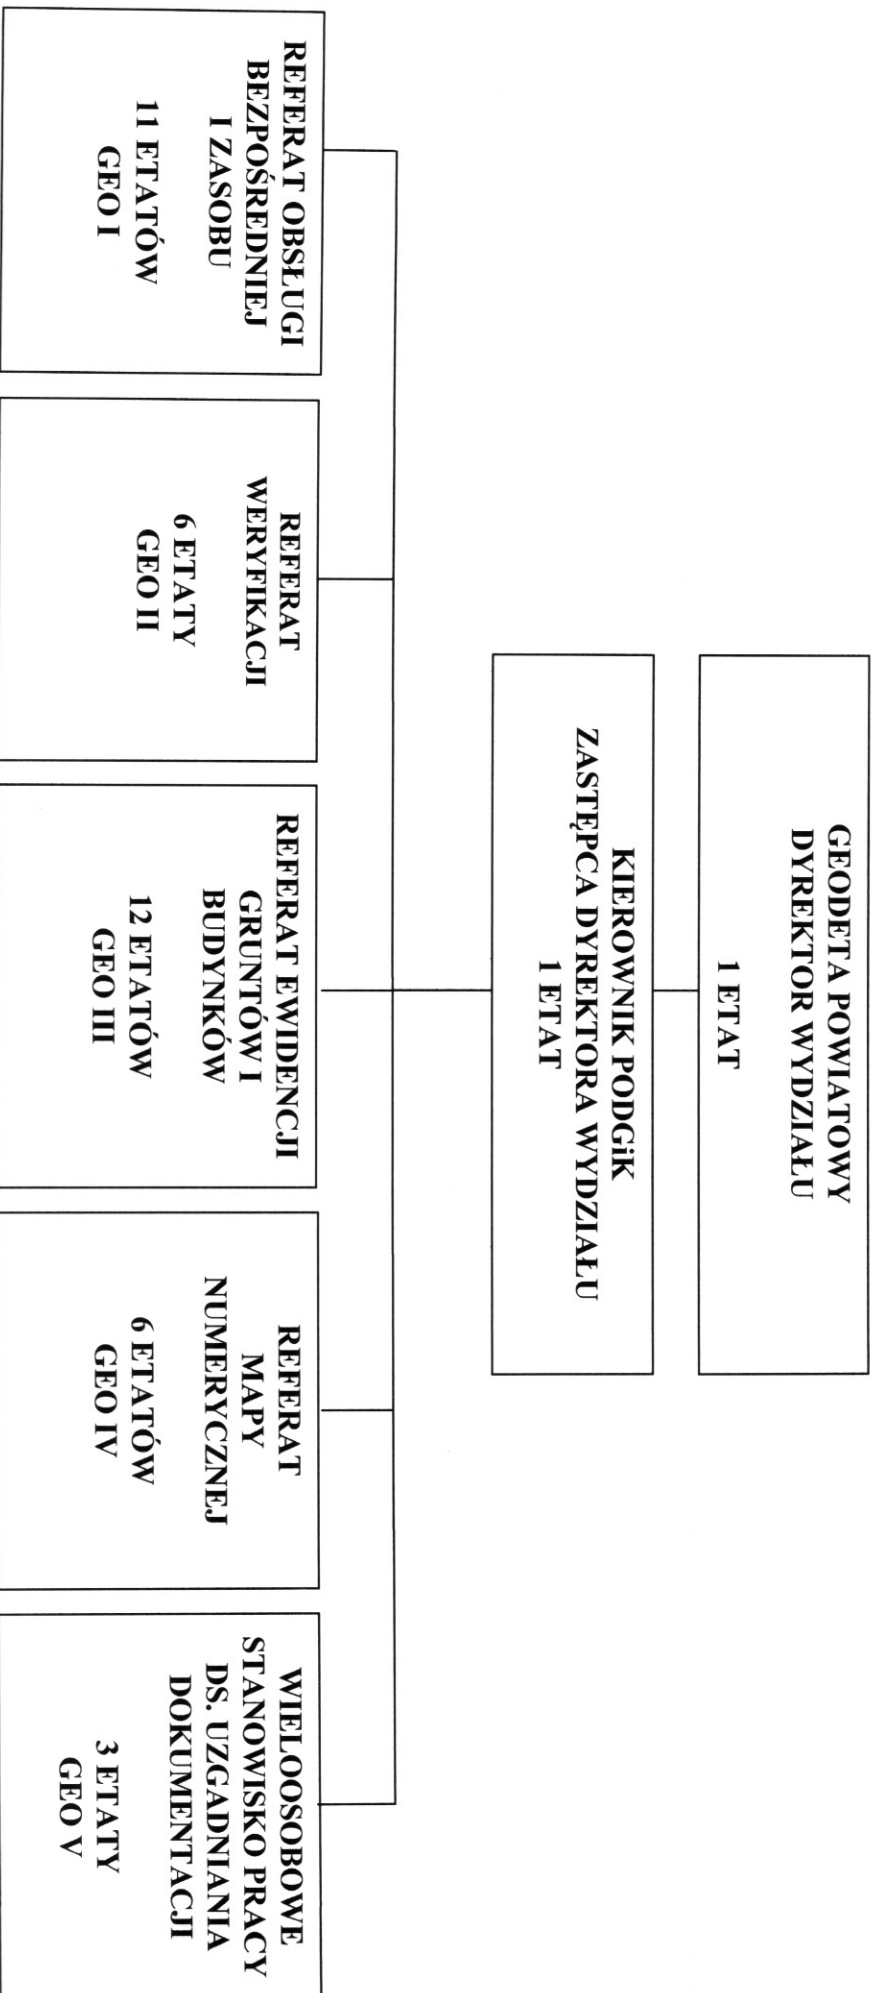 GEODETA POWIATOWY
DYREKTOR WYDZIAŁU
1 ETAT
KIEROWNIK PODGiK
ZASTĘPCA DYREKTORA WYDZIAŁU
1 ETAT
REFERAT OBSŁUGI
BEZPOŚREDNIEJ
I ZASOBU
11 ETATÓW
GEO I
REFERAT
WERYFIKACJI
6 ETATY
GEO II
REFERAT EWIDENCJI
GRUNTÓW I
BUDYNKÓW
12 ETATÓW
GEO III
REFERAT
MAPY
NUMERYCZNEJ
6 ETATÓW
GEO IV
WIELOOSOBOWE
STANOWISKO PRACY
DS. UZGADNIANIA
DOKUMENTACJI
3 ETATY
GEO V